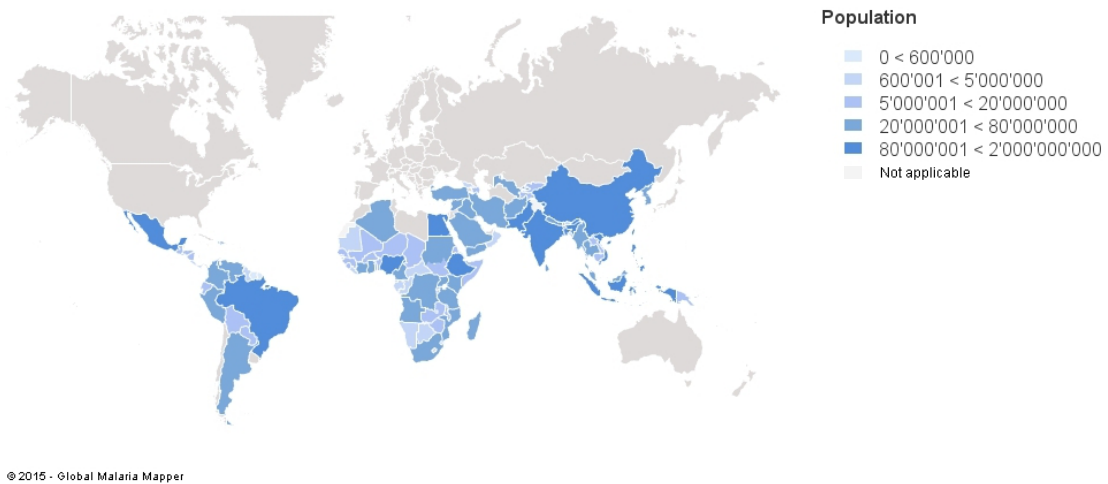 Population
0 < 600'000
600'001 < 5'000'000
5'000'001 < 20'000'000
20'000'001 < 80'000'000
80'000'001 < 2'000'000'000
Not applicable
© 2015 - Global Malaria Mapper